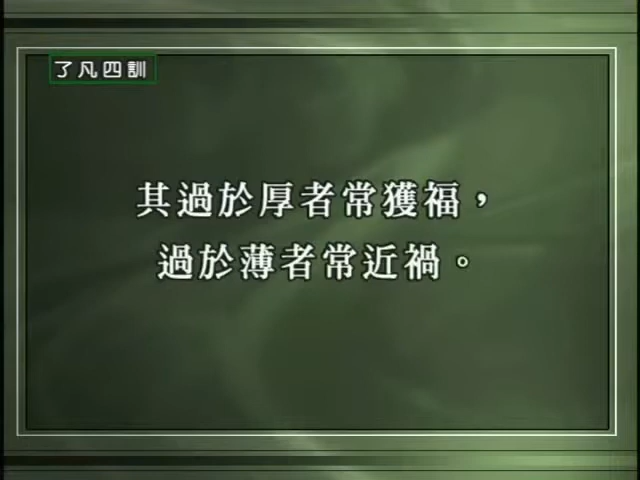 了凡四訓
其過於厚者常獲福，
過於薄者常近禍。